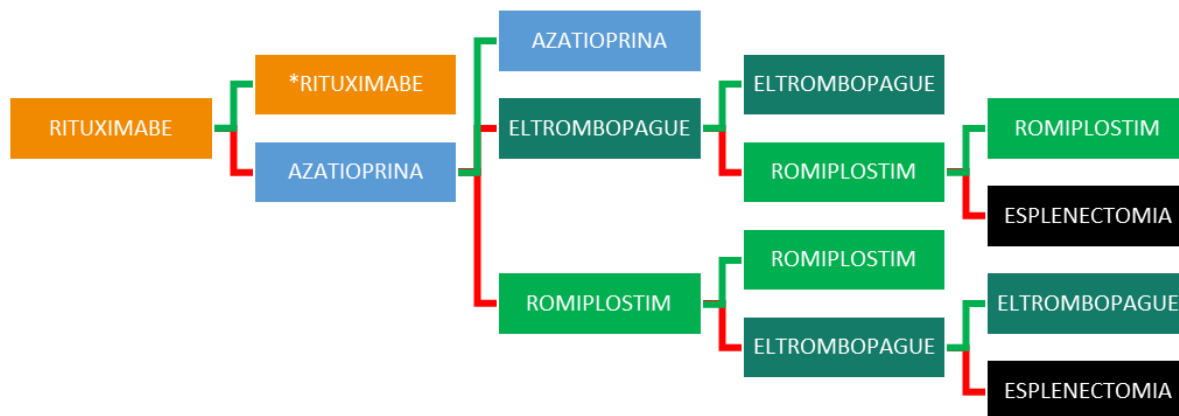 RITUXIMABE
*RITUXIMABE
AZATIOPRINA
AZATIOPRINA
ELTROMBOPAGUE
ELTROMBOPAGUE
ROMIPLOSTIM
ROMIPLOSTIM
ESPLENECTOMIA
ROMIPLOSTIM
ROMIPLOSTIM
ELTROMBOPAGUE
ELTROMBOPAGUE
ESPLENECTOMIA